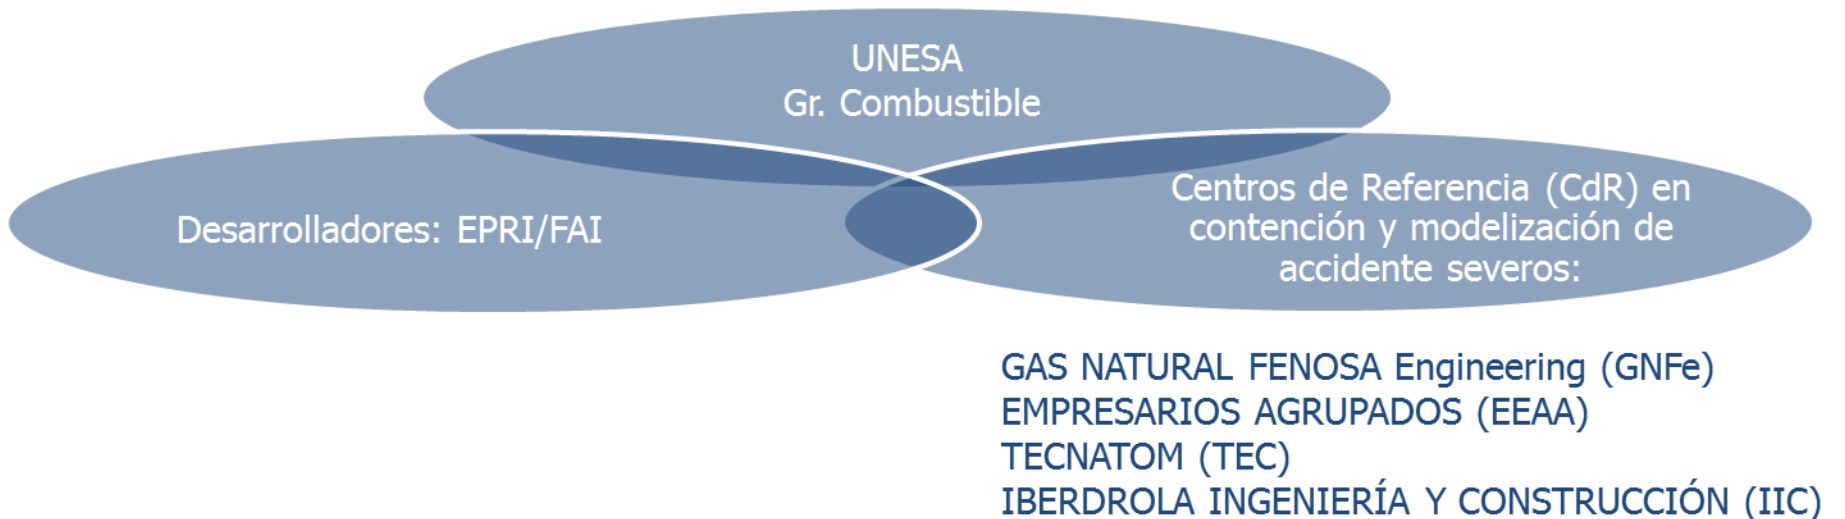 UNESA
Gr. Combustible
Desarrolladores: EPRI/FAI
Centros de Referencia (CdR) en
contención y modelización de
accidente severos:
GAS NATURAL FENOSA Engineering (GNFe)
EMPRESARIOS AGRUPADOS (EEAA)
TECNATOM (TEC)
IBERDROLA INGENIERÍA Y CONSTRUCCIÓN (IIC)